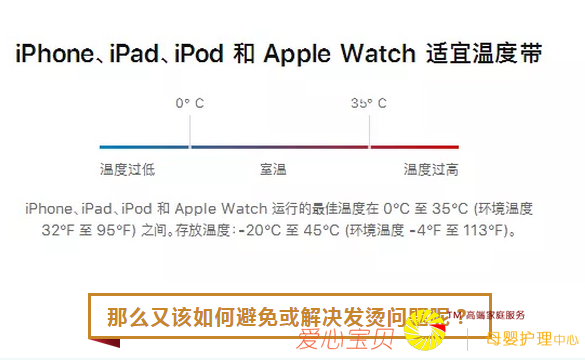 iPhone、iPad、iPod 和 Apple Watch 适宜温度带
0° C
35° C
温度过低
室温
温度过高
iPhone、iPad、iPod 和 Apple Watch 运行的最佳温度在 0°C 至 35°C (环境温度
32°F 至 95°F) 之间。存放温度：-20°C 至 45°C (环境温度 -4°F 至 113°F)。
那么又该如何避免或解决发烫问题呢？
爱心宝贝
TM 高端家庭服务
母婴护理中心